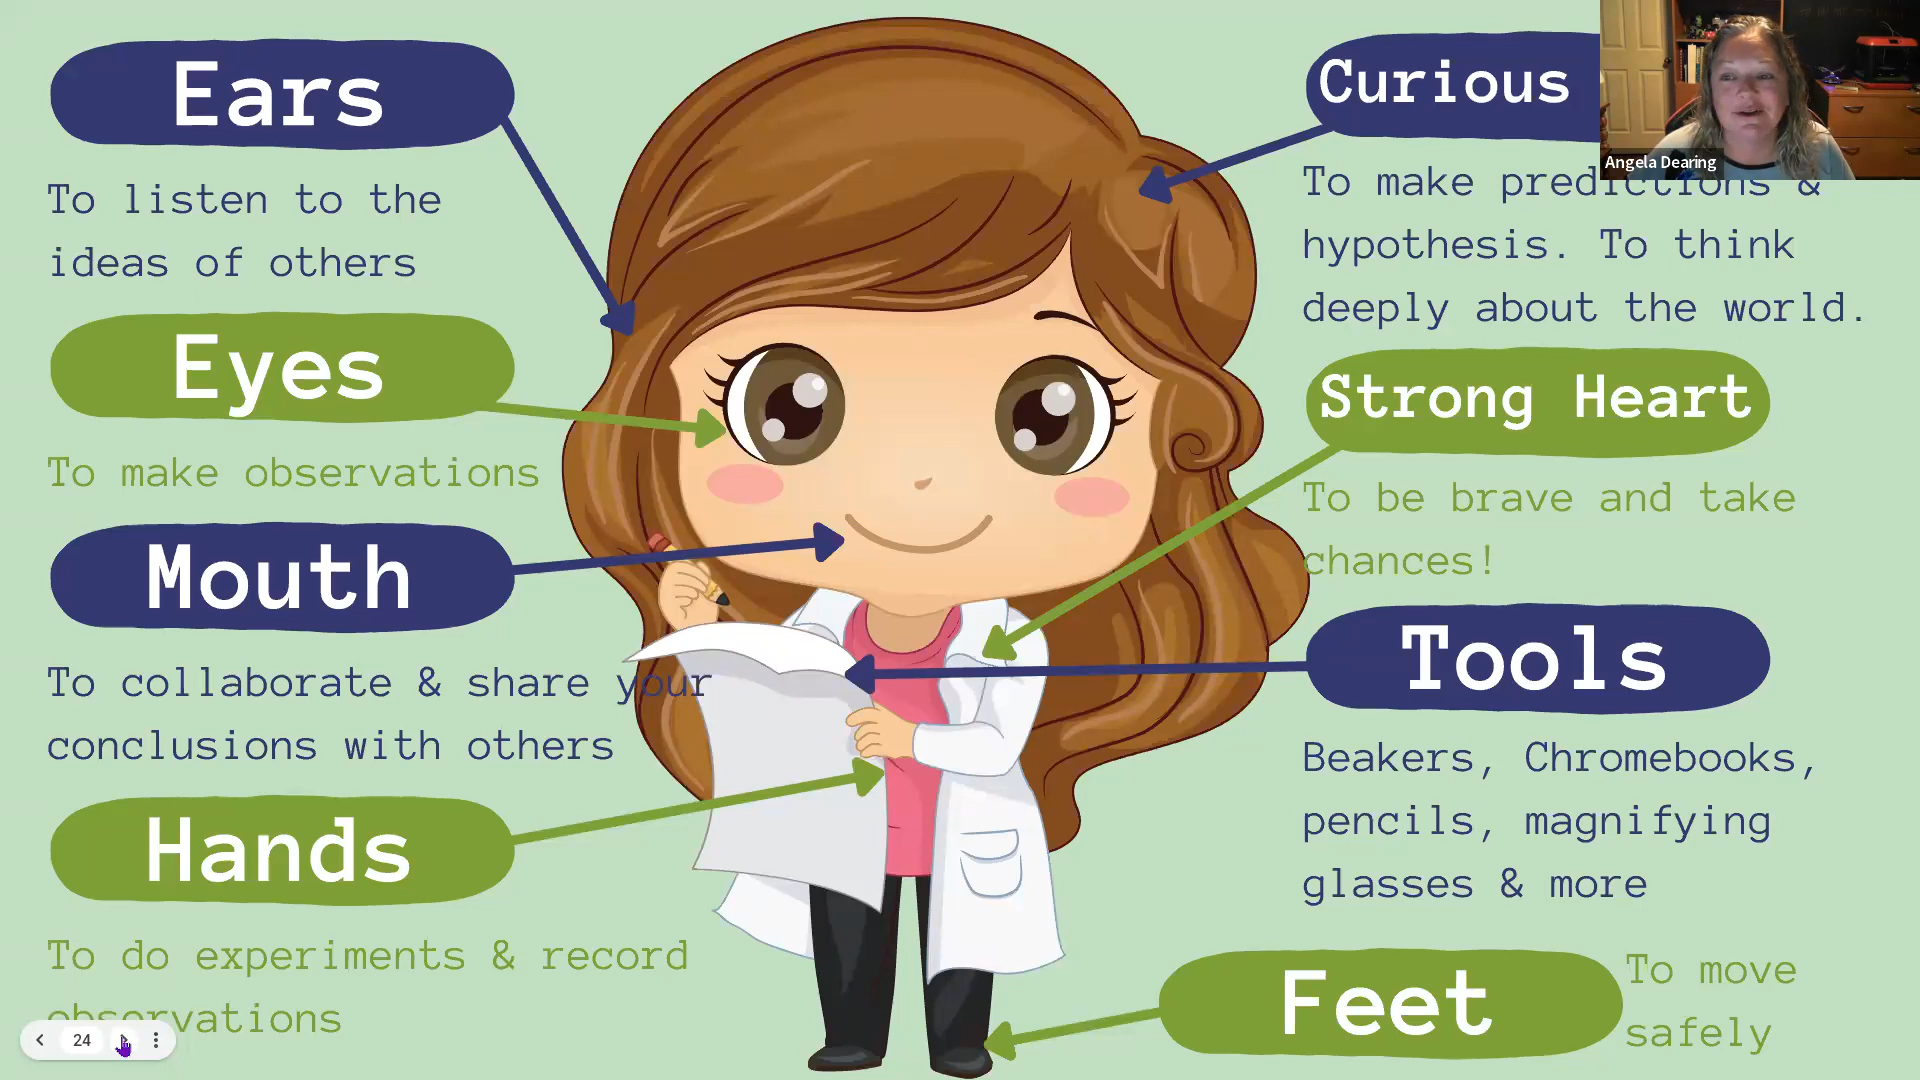 Ears
To listen to the
ideas of others
Eyes
To make observations
Mouth
To collaborate & share your
conclusions with others
Hands
To do experiments & record
observations
24
Curious
To make predictions &
hypothesis. To think
deeply about the world.
Strong Heart
To be brave and take
chances!
Tools
Beakers, Chromebooks,
pencils, magnifying
glasses & more
Feet
To move
safely
Angela Dearing